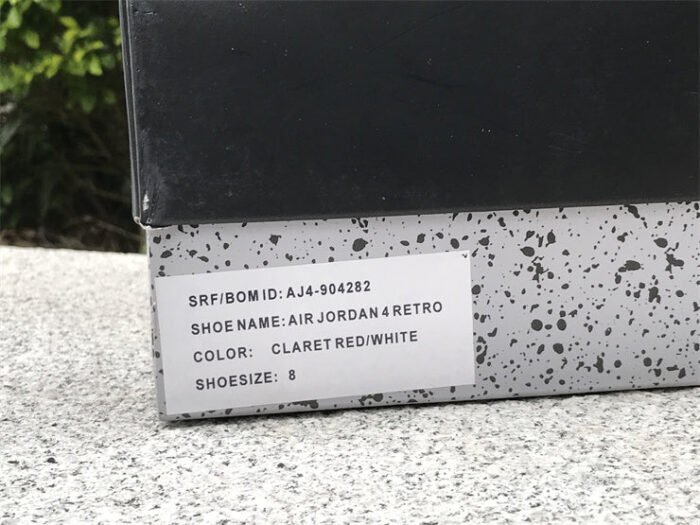 SRF/BOM ID: AJ4-904282
SHOE NAME: AIR JORDAN 4 RETRO
COLOR: CLARET RED/WHITE
SHOESIZE: 8